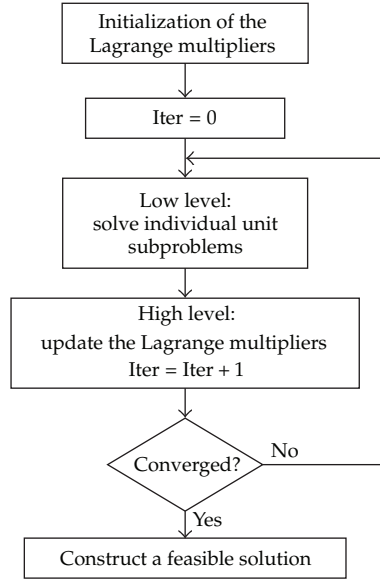 Initialization of the
Lagrange multipliers
Iter = 0
Low level:
solve individual unit
subproblems
High level:
update the Lagrange multipliers
Iter = Iter + 1
Converged?
No
Yes
Construct a feasible solution